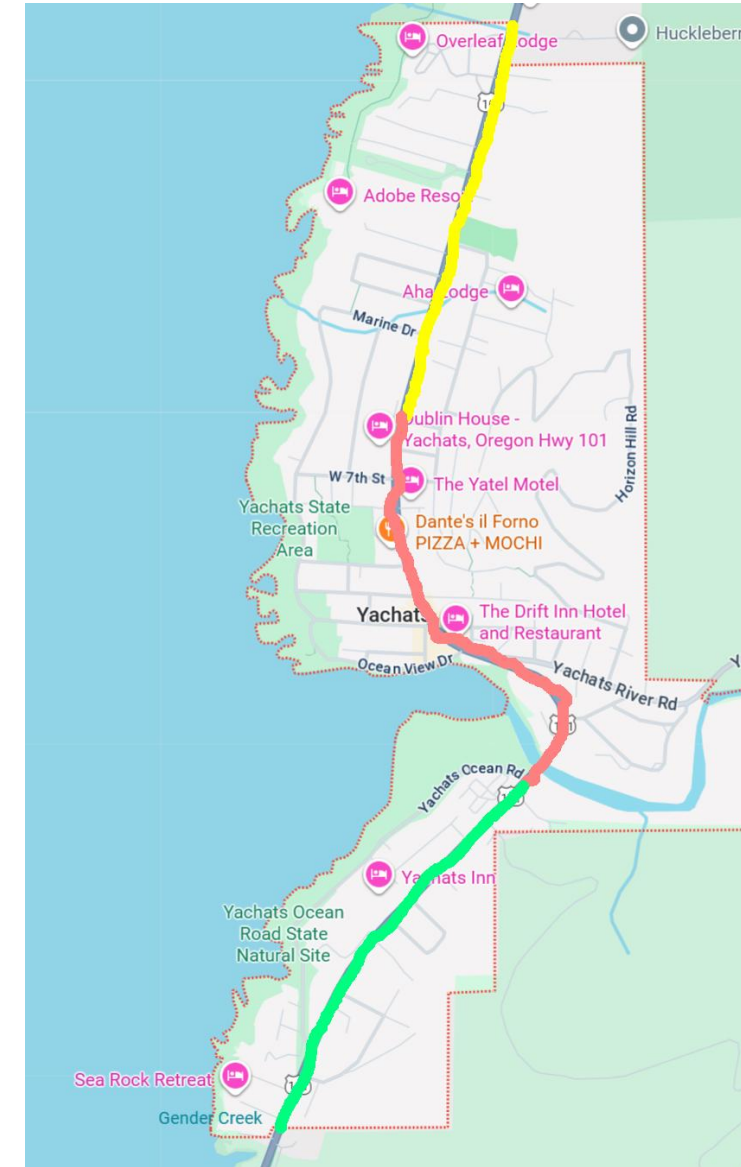 Overleaf Lodge
Huckleberr
Adobe Reso
Aha Lodge
Marine Dr
Dublin House -
Yachats, Oregon Hwy 101
Horizon Hill Rd
W 7th St
The Yatel Motel
Yachats State
Recreation
Area
Dante's il Forno
PIZZA + MOCHI
Yachats
The Drift Inn Hotel
and Restaurant
Ocean View Dr
Yachats River Rd
Y
Yachats Ocean Rd
Yachats Inn
Yachats Ocean
Road State
Natural Site
Sea Rock Retreat
Gender Creek